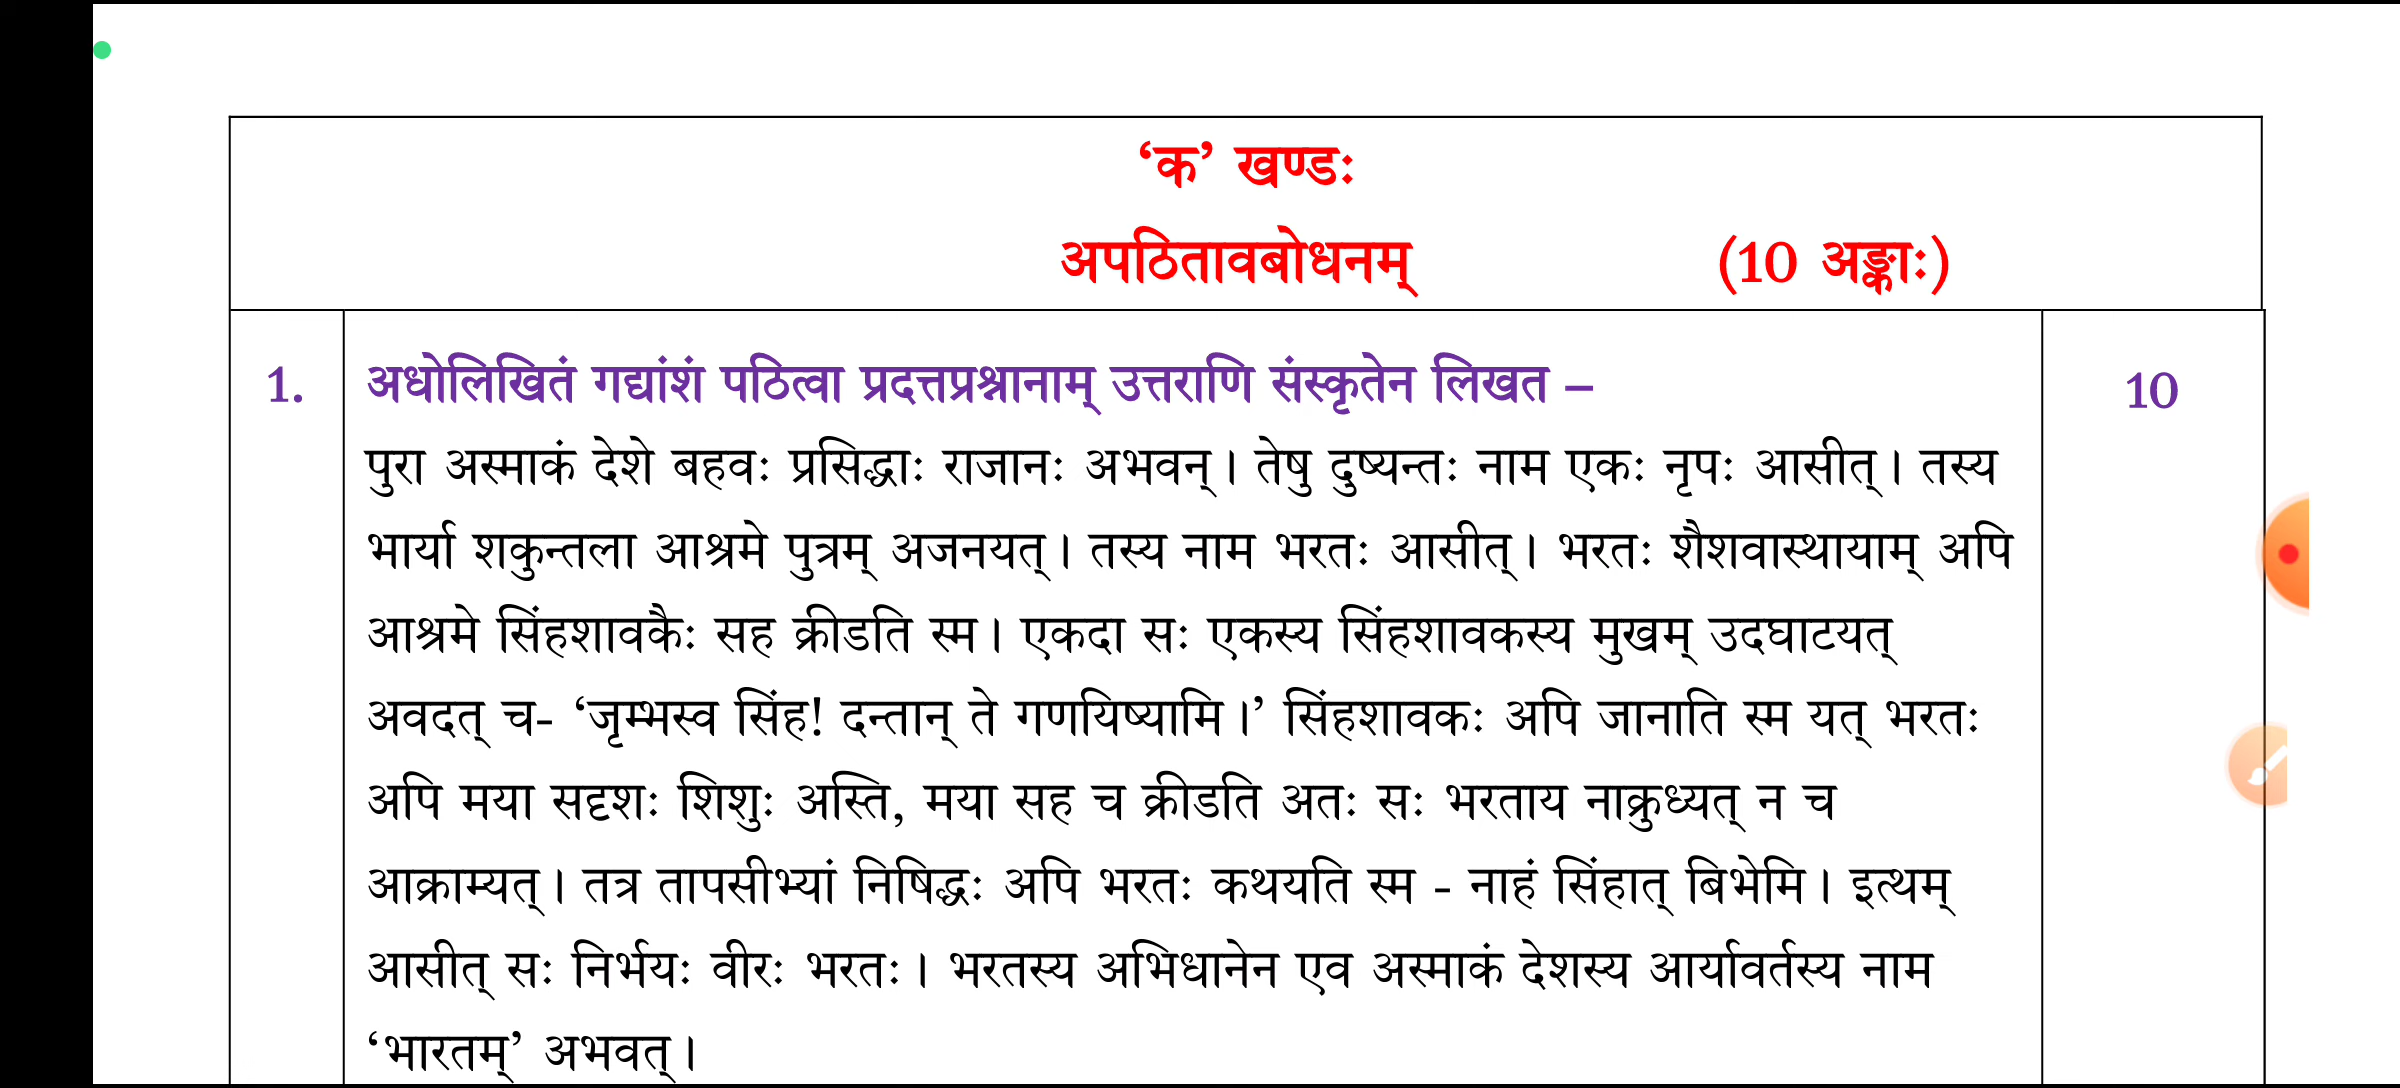 ‘क’ खण्डः
अपठितावबोधनम् (10 अङ्काः)
1. अधोलिखितं गद्यांशं पठित्वा प्रदत्तप्रश्नानाम् उत्तराणि संस्कृतेन लिखत – 10
पुरा अस्माकं देशे बहवः प्रसिद्धाः राजानः अभवन्। तेषु दुष्यन्तः नाम एकः नृपः आसीत्। तस्य
भार्या शकुन्तला आश्रमे पुत्रम् अजनयत्। तस्य नाम भरतः आसीत्। भरतः शैशवास्थायाम् अपि
आश्रमे सिंहशावकैः सह क्रीडति स्म। एकदा सः एकस्य सिंहशावकस्य मुखम् उदघाटयत्
अवदत् च- ‘जृम्भस्व सिंह! दन्तान् ते गणयिष्यामि।’ सिंहशावकः अपि जानाति स्म यत् भरतः
अपि मया सदृशः शिशुः अस्ति, मया सह च क्रीडति अतः सः भरताय नाक्रुध्यत् न च
आक्राम्यत्। तत्र तापसीभ्यां निषिद्धः अपि भरतः कथयति स्म - नाहं सिंहात् बिभेमि। इत्थम्
आसीत् सः निर्भयः वीरः भरतः। भरतस्य अभिधानेन एव अस्माकं देशस्य आर्यावर्तस्य नाम
‘भारतम्’ अभवत्।